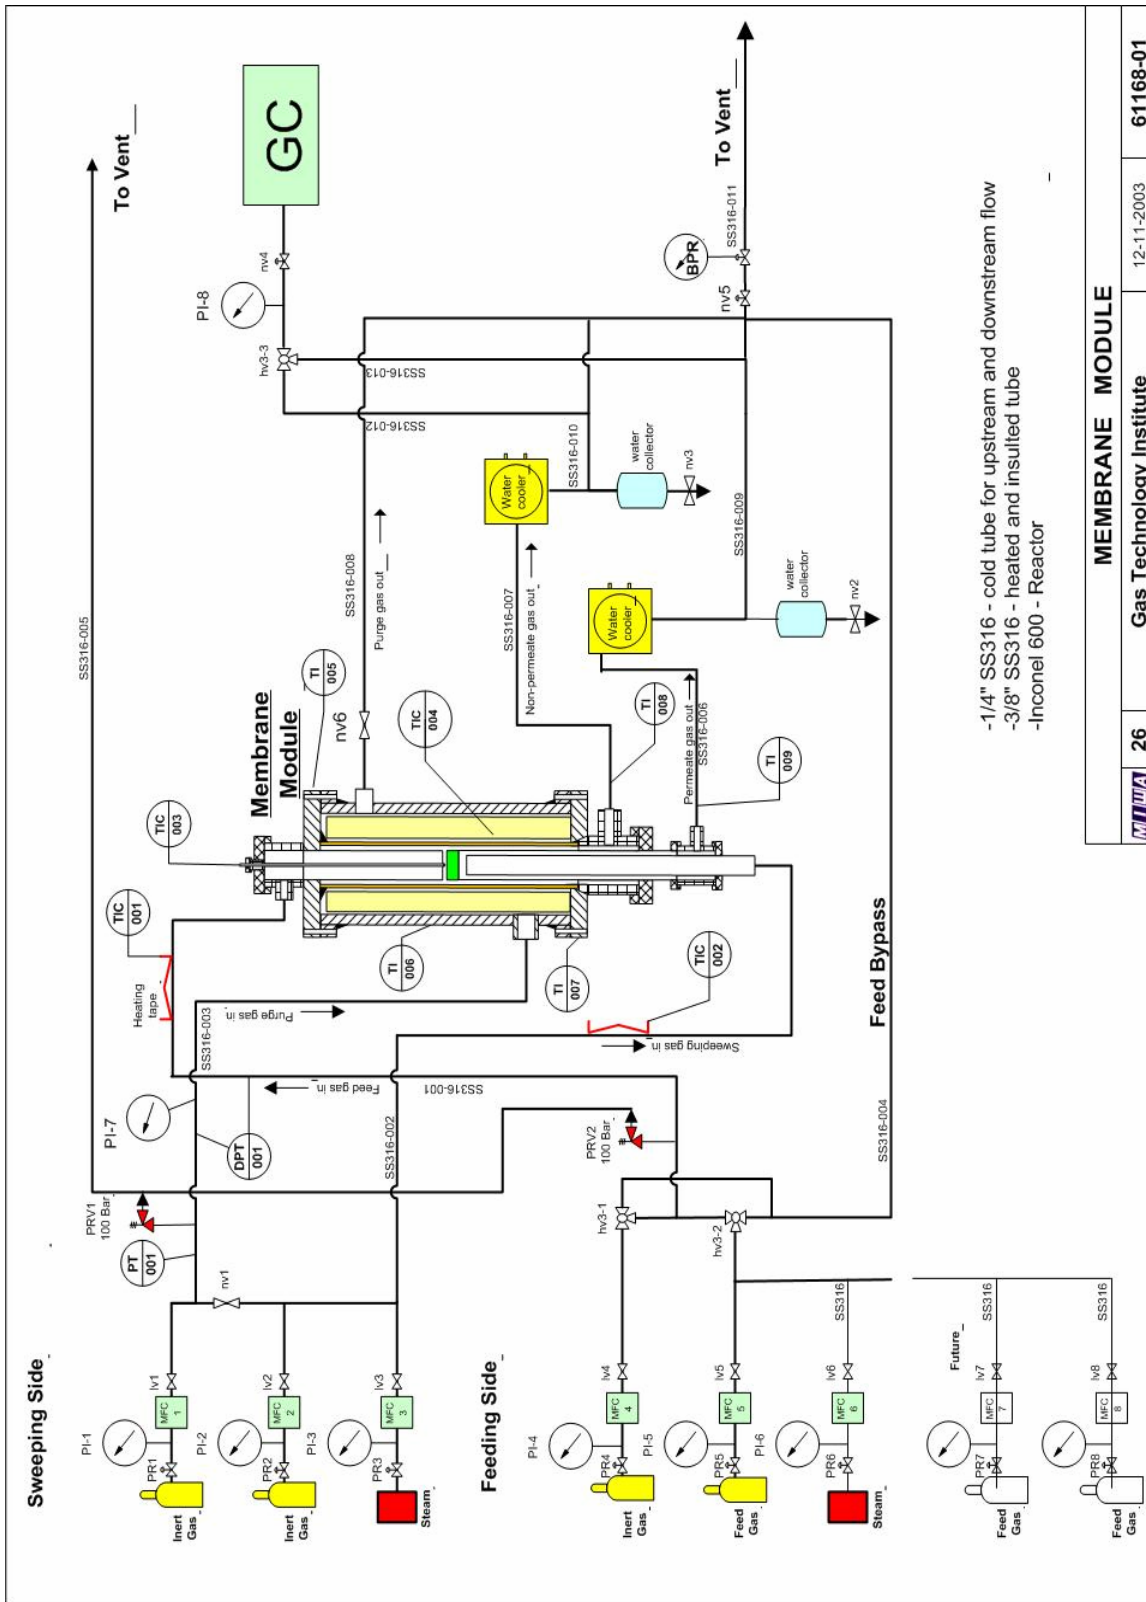 Sweeping Side
PI-1
PR1
MFC
1
lv1
Inert
Gas
PI-2
PR2
MFC
2
lv2
Inert
Gas
PI-3
PR3
MFC
3
lv3
Steam
nv1
PT
001
PRV1
100 Bar
PI-7
DPT
001
SS316-002
SS316-003
SS316-005
To Vent
Feed gas in
SS316-001
Purge gas in
Heating
tape
TIC
001
TIC
003
Membrane
Module
TI
005
TI
006
TI
007
TIC
002
Sweeping gas in
TIC
004
nv6
SS316-008
Purge gas out
SS316-007
Non-permeate gas out
TI
008
Permeate gas out
SS316-006
TI
009
Water
cooler
SS316-010
water
collector
nv3
Water
cooler
SS316-009
water
collector
nv2
SS316-012
SS316-013
hv3-3
PI-8
nv4
GC
nv5
BPR
SS316-011
To Vent
Feeding Side
PI-4
PR4
MFC
4
lv4
Inert
Gas
PI-5
PR5
MFC
5
lv5
Feed
Gas
PI-6
PR6
MFC
6
lv6
Steam
SS316
hv3-1
hv3-2
PRV2
100 Bar
SS316-004
Feed Bypass
Future
PR7
MFC
7
lv7
SS316
Feed
Gas
PR8
MFC
8
lv8
SS316
Feed
Gas
-1/4" SS316 - cold tube for upstream and downstream flow
-3/8" SS316 - heated and insulted tube
-Inconel 600 - Reactor
MEMBRANE MODULE
26
Gas Technology Institute
12-11-2003
61168-01